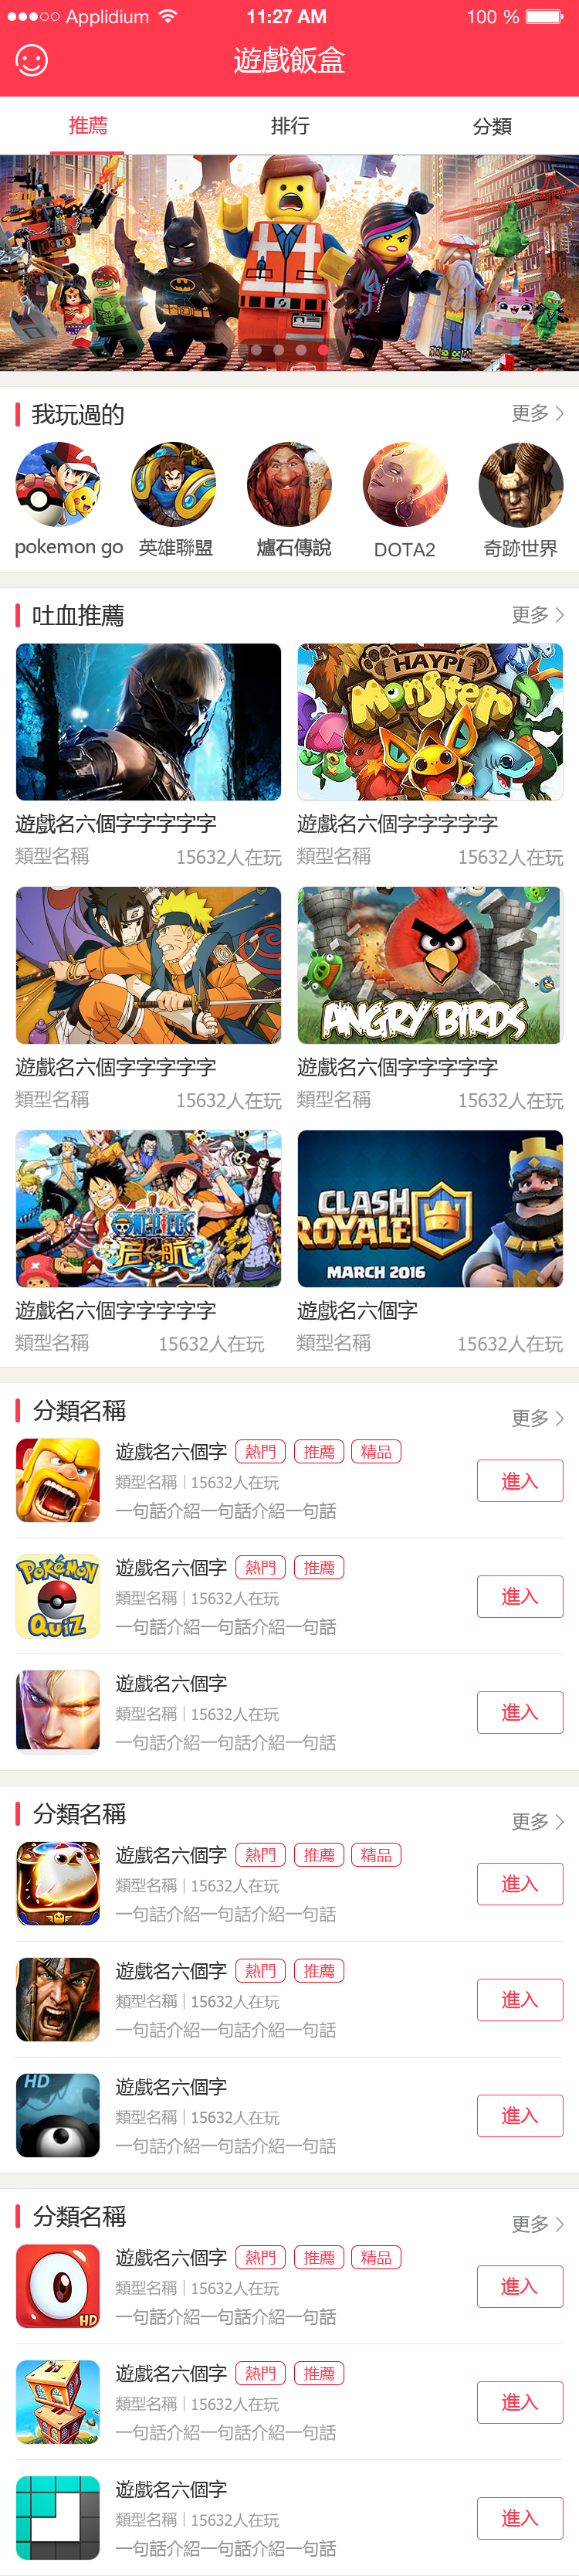 Applidium 11:27 AM 100 %
遊戲飯盒
推薦 排行 分類
我玩過的 更多
pokemon go 英雄聯盟 爐石傳說 DOTA2 奇跡世界
吐血推薦 更多
HAYPI
Monster
遊戲名六個字字字字字 遊戲名六個字字字字字
類型名稱 15632人在玩 類型名稱 15632人在玩
ANGRY BIRDS
遊戲名六個字字字字字 遊戲名六個字字字字字
類型名稱 15632人在玩 類型名稱 15632人在玩
ONE PIECE
启航
CLASH
ROYALE
MARCH 2016
遊戲名六個字字字字字 遊戲名六個字
類型名稱 15632人在玩 類型名稱 15632人在玩
分類名稱 更多
遊戲名六個字 熱門 推薦 精品
類型名稱 | 15632人在玩 進入
一句話介紹一句話介紹一句話
POKéMON
QUIZ
遊戲名六個字 熱門 推薦
類型名稱 | 15632人在玩 進入
一句話介紹一句話介紹一句話
遊戲名六個字
類型名稱 | 15632人在玩 進入
一句話介紹一句話介紹一句話
分類名稱 更多
遊戲名六個字 熱門 推薦 精品
類型名稱 | 15632人在玩 進入
一句話介紹一句話介紹一句話
遊戲名六個字 熱門 推薦
類型名稱 | 15632人在玩 進入
一句話介紹一句話介紹一句話
HD
遊戲名六個字
類型名稱 | 15632人在玩 進入
一句話介紹一句話介紹一句話
分類名稱 更多
遊戲名六個字 熱門 推薦 精品
類型名稱 | 15632人在玩 進入
HD
一句話介紹一句話介紹一句話
遊戲名六個字 熱門 推薦
類型名稱 | 15632人在玩 進入
一句話介紹一句話介紹一句話
遊戲名六個字
類型名稱 | 15632人在玩 進入
一句話介紹一句話介紹一句話